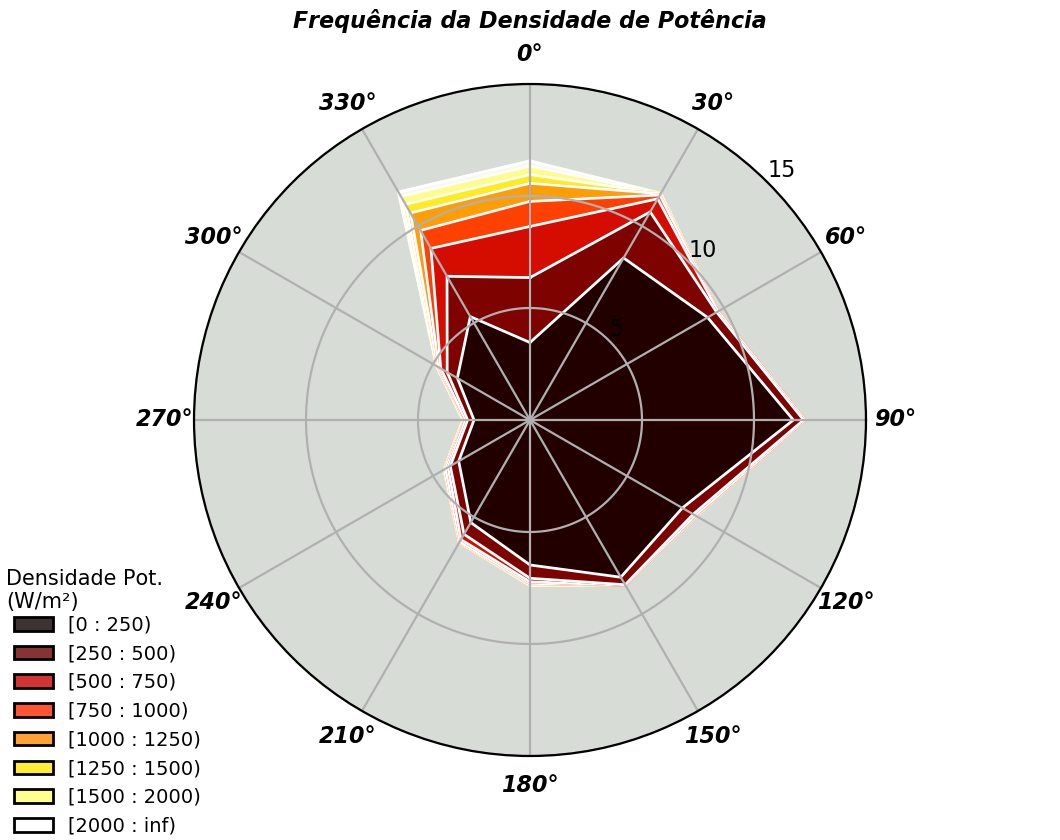 Frequência da Densidade de Potência
0°
330°
30°
15
300°
60°
10
5
270°
90°
240°
120°
210°
150°
180°
Densidade Pot.
(W/m²)
[0 : 250)
[250 : 500)
[500 : 750)
[750 : 1000)
[1000 : 1250)
[1250 : 1500)
[1500 : 2000)
[2000 : inf)